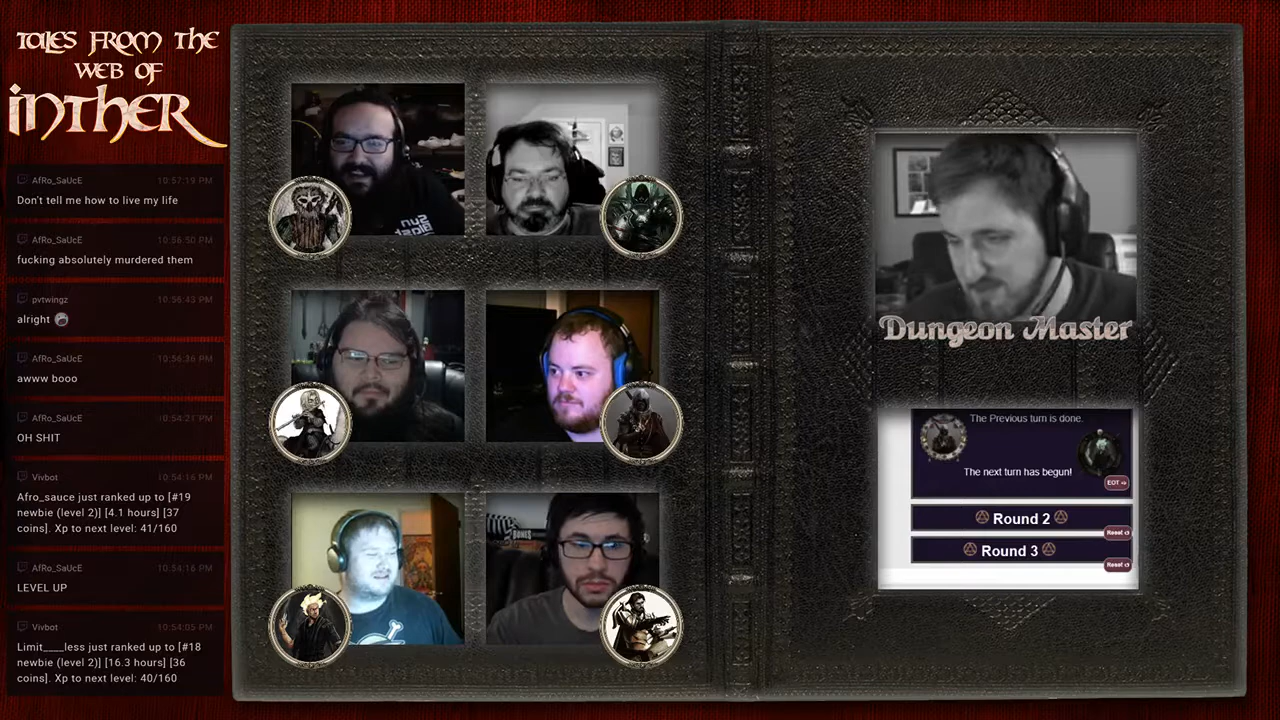 TALES FROM THE
WEB OF
INTHER
AfRo_SaUcE 10:57:19 PM
Don't tell me how to live my life
AfRo_SaUcE 10:56:50 PM
fucking absolutely murdered them
pvtwingz 10:56:43 PM
alright
AfRo_SaUcE 10:56:36 PM
awww booo
AfRo_SaUcE 10:54:21 PM
OH SHIT
Vivbot 10:54:16 PM
Afro_sauce just ranked up to [#19
newbie (level 2)] [4.1 hours] [37
coins]. Xp to next level: 41/160
AfRo_SaUcE 10:54:16 PM
LEVEL UP
Vivbot 10:54:05 PM
Limit____less just ranked up to [#18
newbie (level 2)] [16.3 hours] [36
coins]. Xp to next level: 40/160
Dungeon Master
The Previous turn is done.
The next turn has begun!
EOT
Round 2
Reset
Round 3
Reset